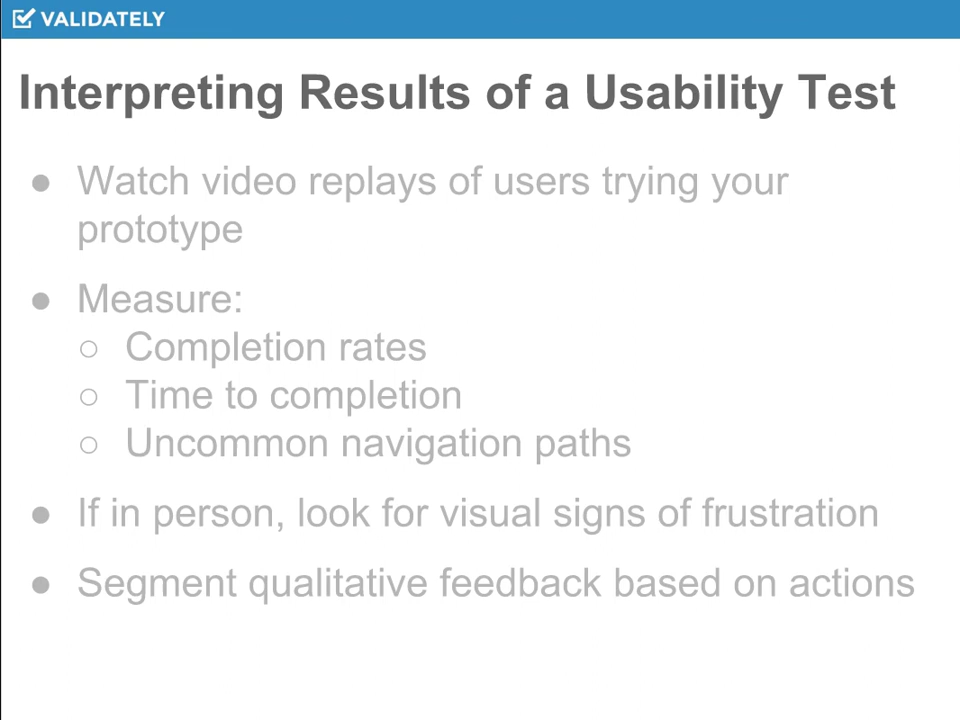 VALIDATELY
Interpreting Results of a Usability Test
● Watch video replays of users trying your
prototype
● Measure:
○ Completion rates
○ Time to completion
○ Uncommon navigation paths
● If in person, look for visual signs of frustration
● Segment qualitative feedback based on actions